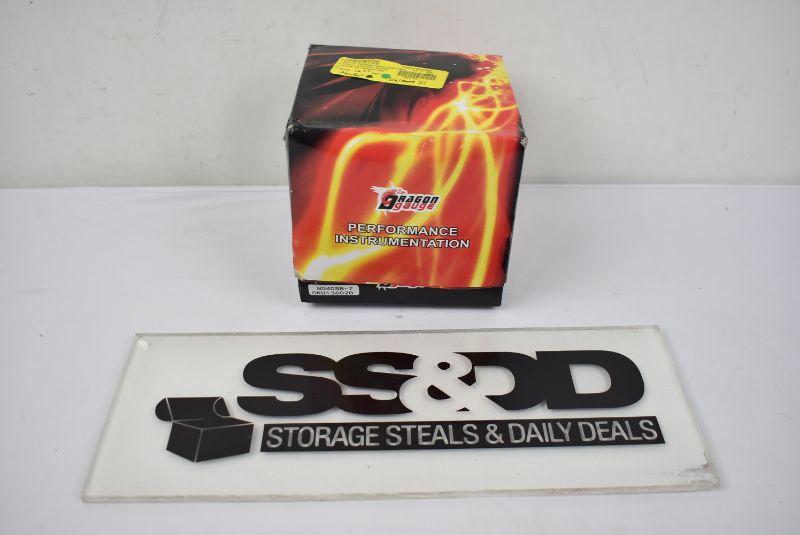 DRAGON
gauge
PERFORMANCE
INSTRUMENTATION
SS&DD
STORAGE STEALS & DAILY DEALS